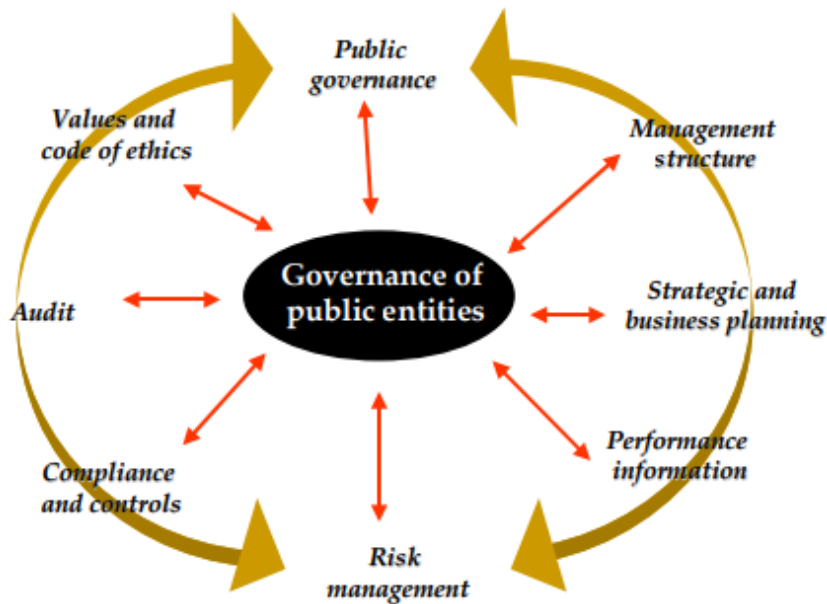 Public
governance
Values and
code of ethics
Management
structure
Governance of
public entities
Audit
Strategic and
business planning
Compliance
and controls
Performance
information
Risk
management